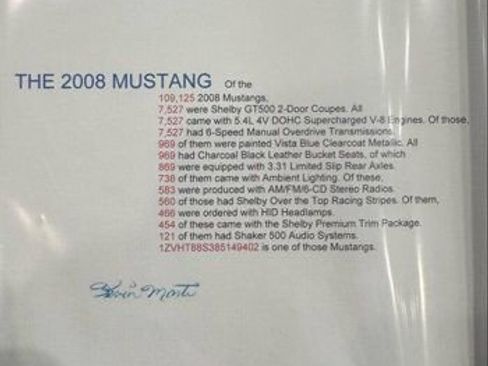 THE 2008 MUSTANG Of the
109,125 2008 Mustangs,
7,527 were Shelby GT500 2-Door Coupes. All
7,527 came with 5.4L 4V DOHC Supercharged V-8 Engines. Of those,
7,527 had 6-Speed Manual Overdrive Transmissions.
969 of them were painted Vista Blue Clearcoat Metallic. All
969 had Charcoal Black Leather Bucket Seats, of which
869 were equipped with 3.31 Limited Slip Rear Axles.
738 of them came with Ambient Lighting. Of these,
583 were produced with AM/FM/6-CD Stereo Radios.
560 of those had Shelby Over the Top Racing Stripes. Of them,
466 were ordered with HID Headlamps.
454 of these came with the Shelby Premium Trim Package.
121 of them had Shaker 500 Audio Systems.
1ZVHT88S385149402 is one of those Mustangs.
Kevin Marti